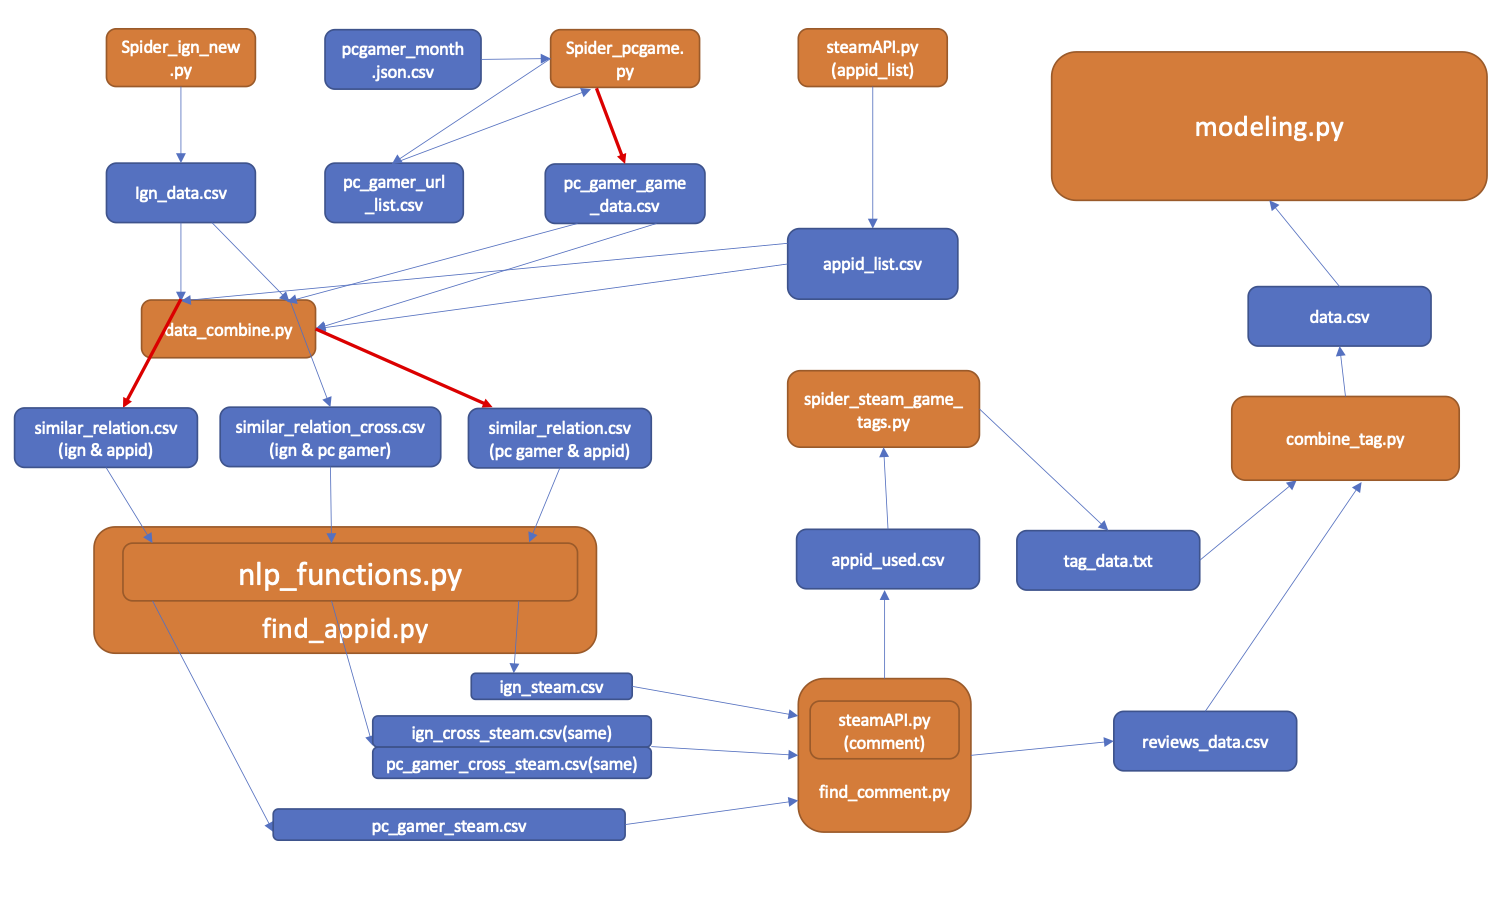 Spider_ign_new
.py
pcgamer_month
.json.csv
Spider_pcgame.
py
steamAPI.py
(appid_list)
modeling.py
Ign_data.csv
pc_gamer_url
_list.csv
pc_gamer_game
_data.csv
appid_list.csv
data_combine.py
data.csv
similar_relation.csv
(ign & appid)
similar_relation_cross.csv
(ign & pc gamer)
similar_relation.csv
(pc gamer & appid)
spider_steam_game_
tags.py
combine_tag.py
nlp_functions.py
find_appid.py
appid_used.csv
tag_data.txt
ign_steam.csv
ign_cross_steam.csv(same)
pc_gamer_cross_steam.csv(same)
pc_gamer_steam.csv
steamAPI.py
(comment)
find_comment.py
reviews_data.csv